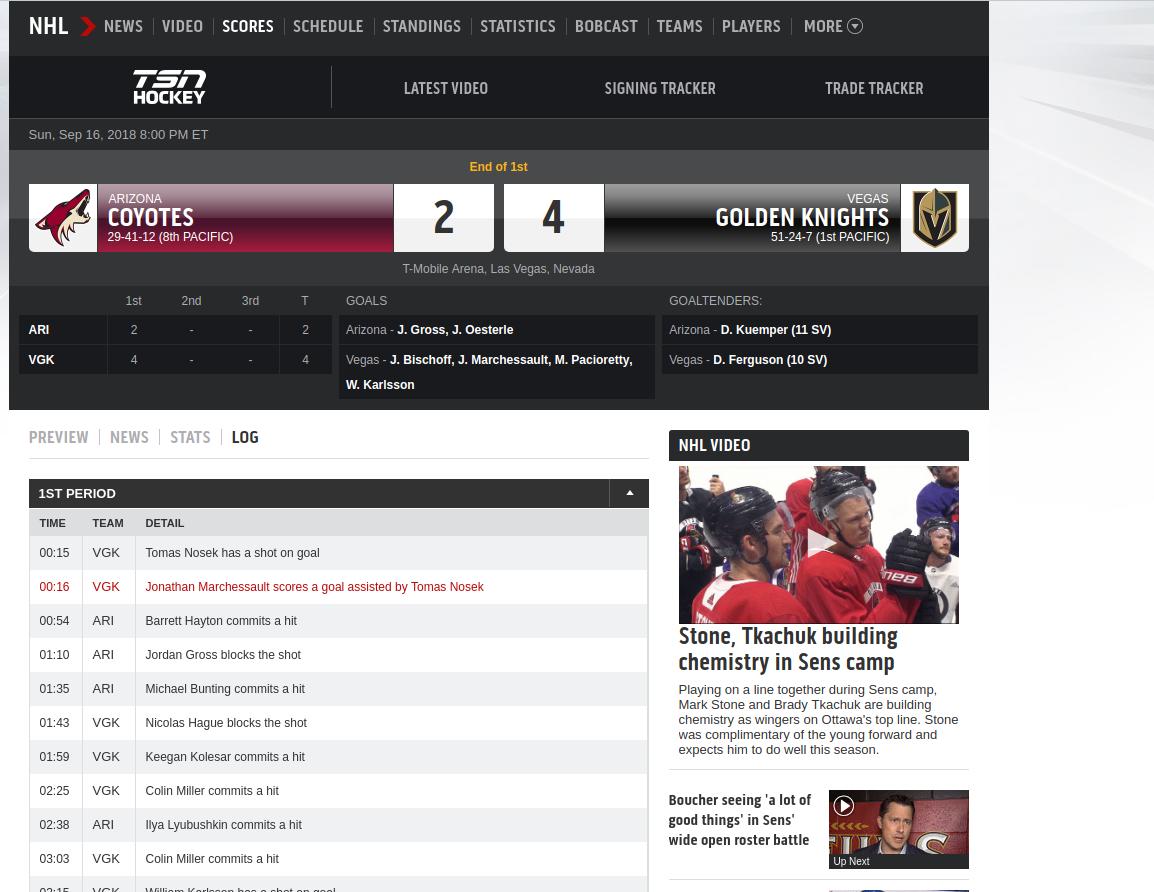 NHL NEWS VIDEO SCORES SCHEDULE STANDINGS STATISTICS BOBCAST TEAMS PLAYERS MORE
TSN HOCKEY LATEST VIDEO SIGNING TRACKER TRADE TRACKER
Sun, Sep 16, 2018 8:00 PM ET
End of 1st
ARIZONA
COYOTES
29-41-12 (8th PACIFIC)
2
4
VEGAS
GOLDEN KNIGHTS
51-24-7 (1st PACIFIC)
T-Mobile Arena, Las Vegas, Nevada
1st 2nd 3rd T
ARI 2 - - 2
VGK 4 - - 4
GOALS
Arizona - J. Gross, J. Oesterle
Vegas - J. Bischoff, J. Marchessault, M. Pacioretty,
W. Karlsson
GOALTENDERS:
Arizona - D. Kuemper (11 SV)
Vegas - D. Ferguson (10 SV)
PREVIEW NEWS STATS LOG
1ST PERIOD
TIME TEAM DETAIL
00:15 VGK Tomas Nosek has a shot on goal
00:16 VGK Jonathan Marchessault scores a goal assisted by Tomas Nosek
00:54 ARI Barrett Hayton commits a hit
01:10 ARI Jordan Gross blocks the shot
01:35 ARI Michael Bunting commits a hit
01:43 VGK Nicolas Hague blocks the shot
01:59 VGK Keegan Kolesar commits a hit
02:25 VGK Colin Miller commits a hit
02:38 ARI Ilya Lyubushkin commits a hit
03:03 VGK Colin Miller commits a hit
03:15 VGK William Karlsson has a shot on goal
NHL VIDEO
Stone, Tkachuk building
chemistry in Sens camp
Playing on a line together during Sens camp,
Mark Stone and Brady Tkachuk are building
chemistry as wingers on Ottawa's top line. Stone
was complimentary of the young forward and
expects him to do well this season.
Boucher seeing 'a lot of
good things' in Sens'
wide open roster battle
Up Next